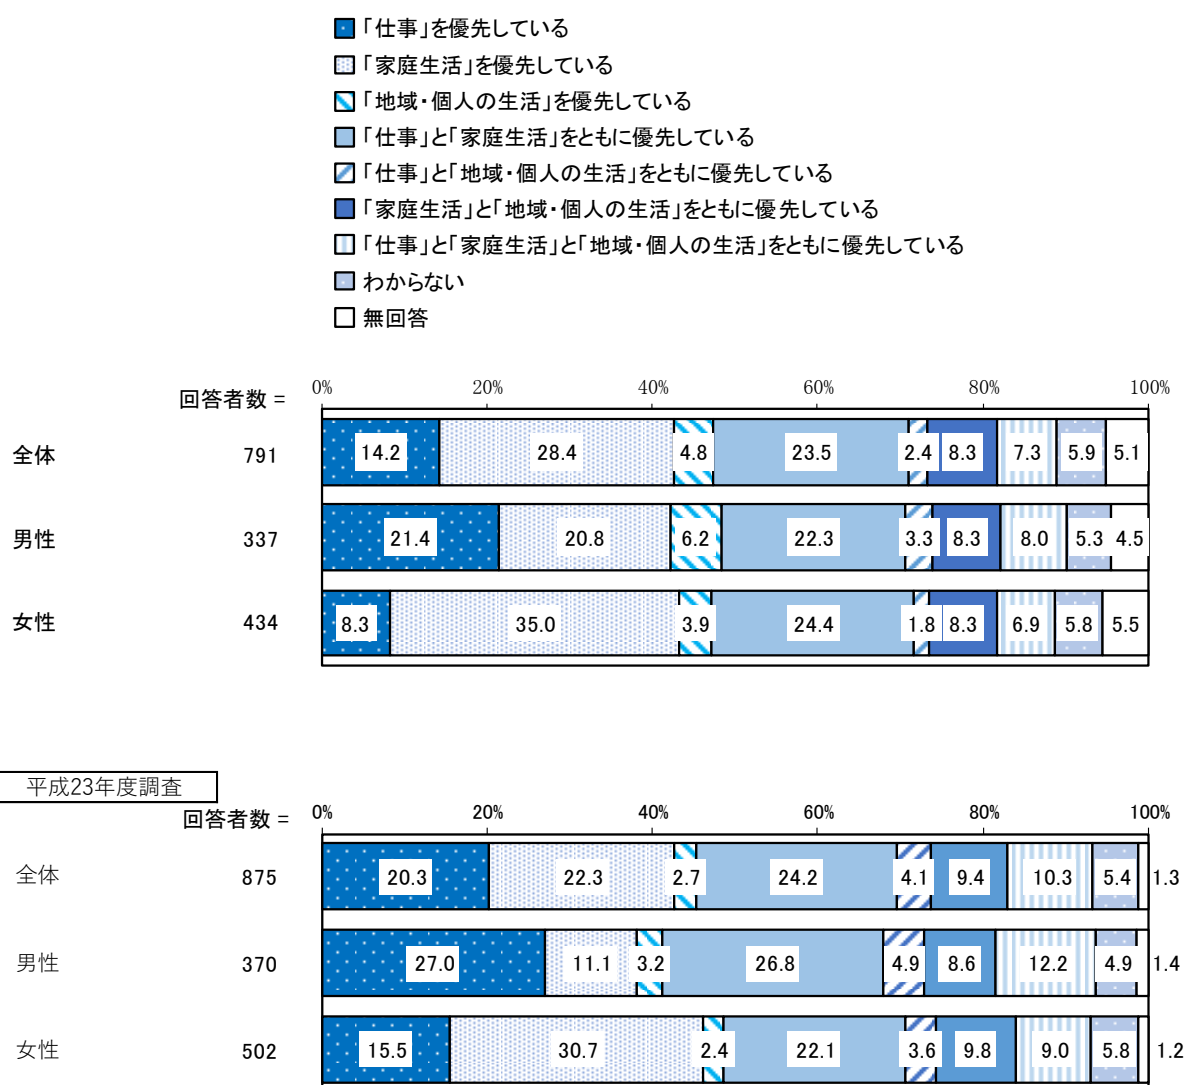 「仕事」を優先している
「家庭生活」を優先している
「地域・個人の生活」を優先している
「仕事」と「家庭生活」をともに優先している
「仕事」と「地域・個人の生活」をともに優先している
「家庭生活」と「地域・個人の生活」をともに優先している
「仕事」と「家庭生活」と「地域・個人の生活」をともに優先している
わからない
無回答
回答者数 = 0% 20% 40% 60% 80% 100%
全体 791 14.2 28.4 4.8 23.5 2.4 8.3 7.3 5.9 5.1
男性 337 21.4 20.8 6.2 22.3 3.3 8.3 8.0 5.3 4.5
女性 434 8.3 35.0 3.9 24.4 1.8 8.3 6.9 5.8 5.5
平成23年度調査
回答者数 = 0% 20% 40% 60% 80% 100%
全体 875 20.3 22.3 2.7 24.2 4.1 9.4 10.3 5.4 1.3
男性 370 27.0 11.1 3.2 26.8 4.9 8.6 12.2 4.9 1.4
女性 502 15.5 30.7 2.4 22.1 3.6 9.8 9.0 5.8 1.2